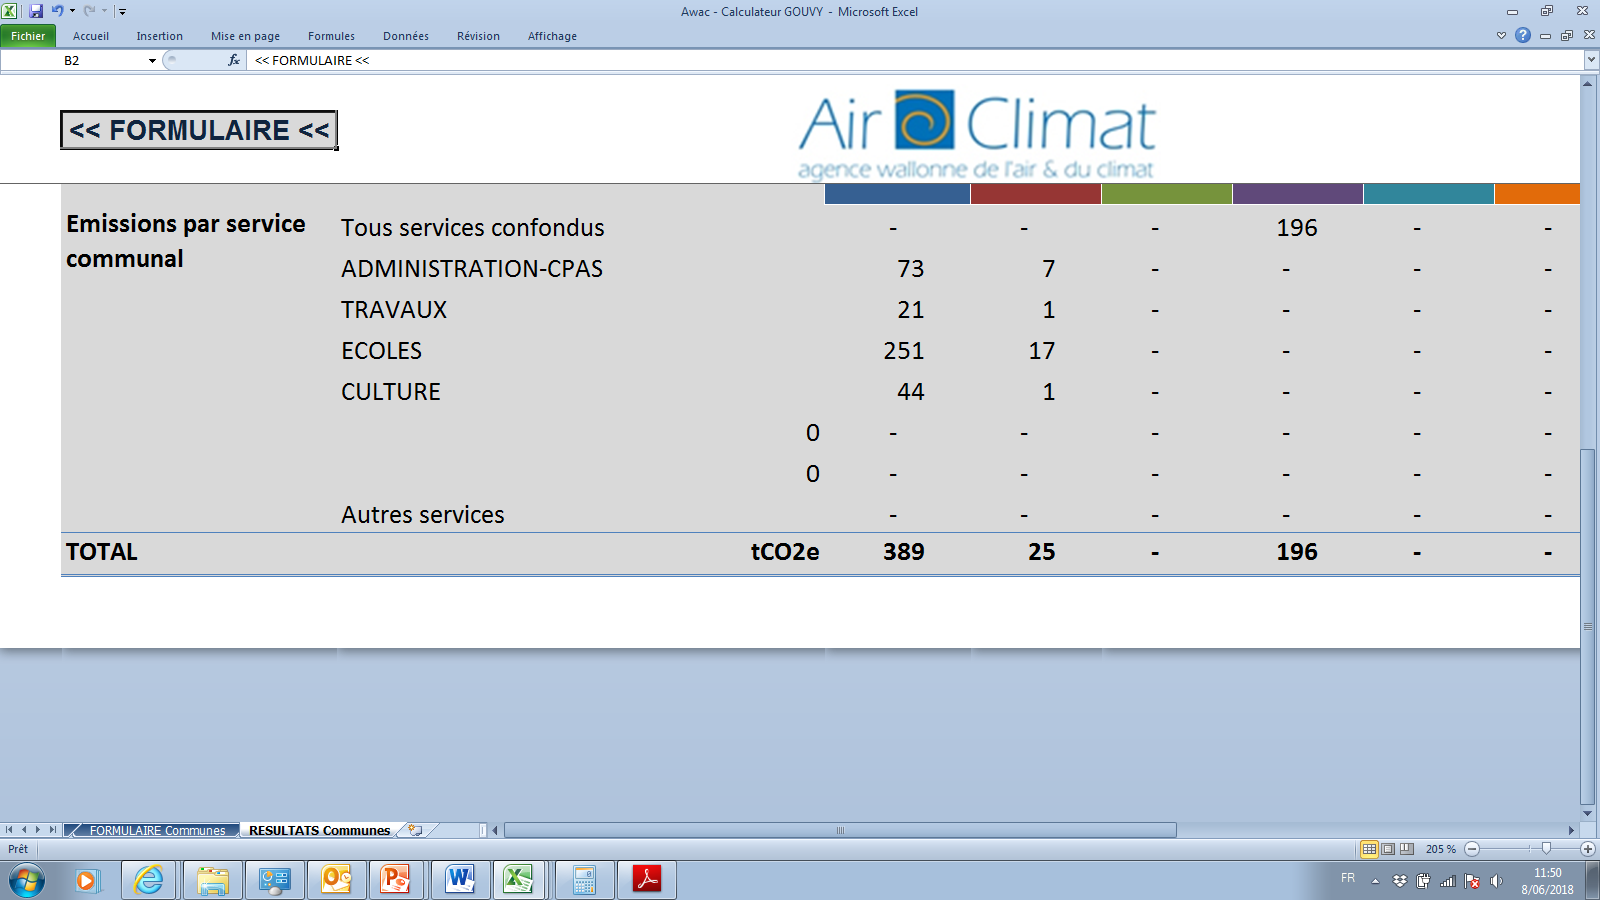 Awac - Calculateur GOUVY - Microsoft Excel
Fichier Accueil Insertion Mise en page Formules Données Révision Affichage
B2 fx << FORMULAIRE <<
<< FORMULAIRE <<
Air Climat
agence wallonne de l'air & du climat
Emissions par service communal
Tous services confondus - - - 196 - -
ADMINISTRATION-CPAS 73 7 - - - -
TRAVAUX 21 1 - - - -
ECOLES 251 17 - - - -
CULTURE 44 1 - - - -
0 - - - - - -
0 - - - - - -
Autres services - - - - - -
TOTAL tCO2e 389 25 - 196 - -
FORMULAIRE Communes RESULTATS Communes
Prêt 205 %
FR 11:50
8/06/2018